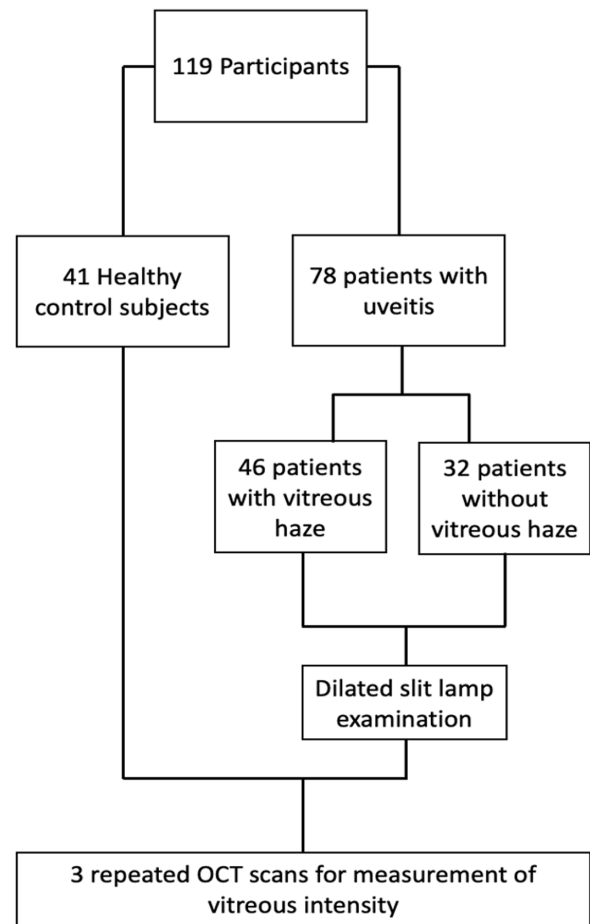 119 Participants
41 Healthy
control subjects
78 patients with
uveitis
46 patients
with vitreous
haze
32 patients
without
vitreous haze
Dilated slit lamp
examination
3 repeated OCT scans for measurement of
vitreous intensity